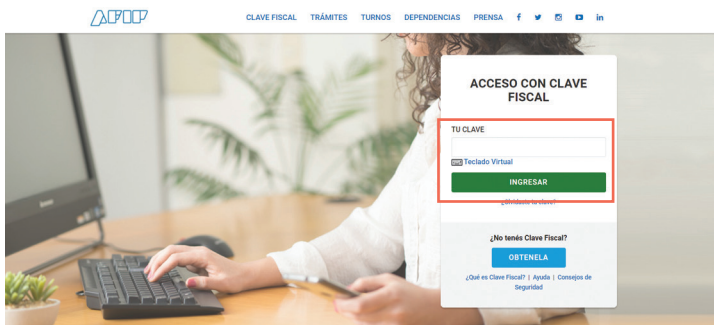 AFIP
CLAVE FISCAL TRÁMITES TURNOS DEPENDENCIAS PRENSA
ACCESO CON CLAVE
FISCAL
TU CLAVE
Teclado Virtual
INGRESAR
¿Olvidaste tu clave?
¿No tenés Clave Fiscal?
OBTENELA
¿Qué es Clave Fiscal? | Ayuda | Consejos de
Seguridad